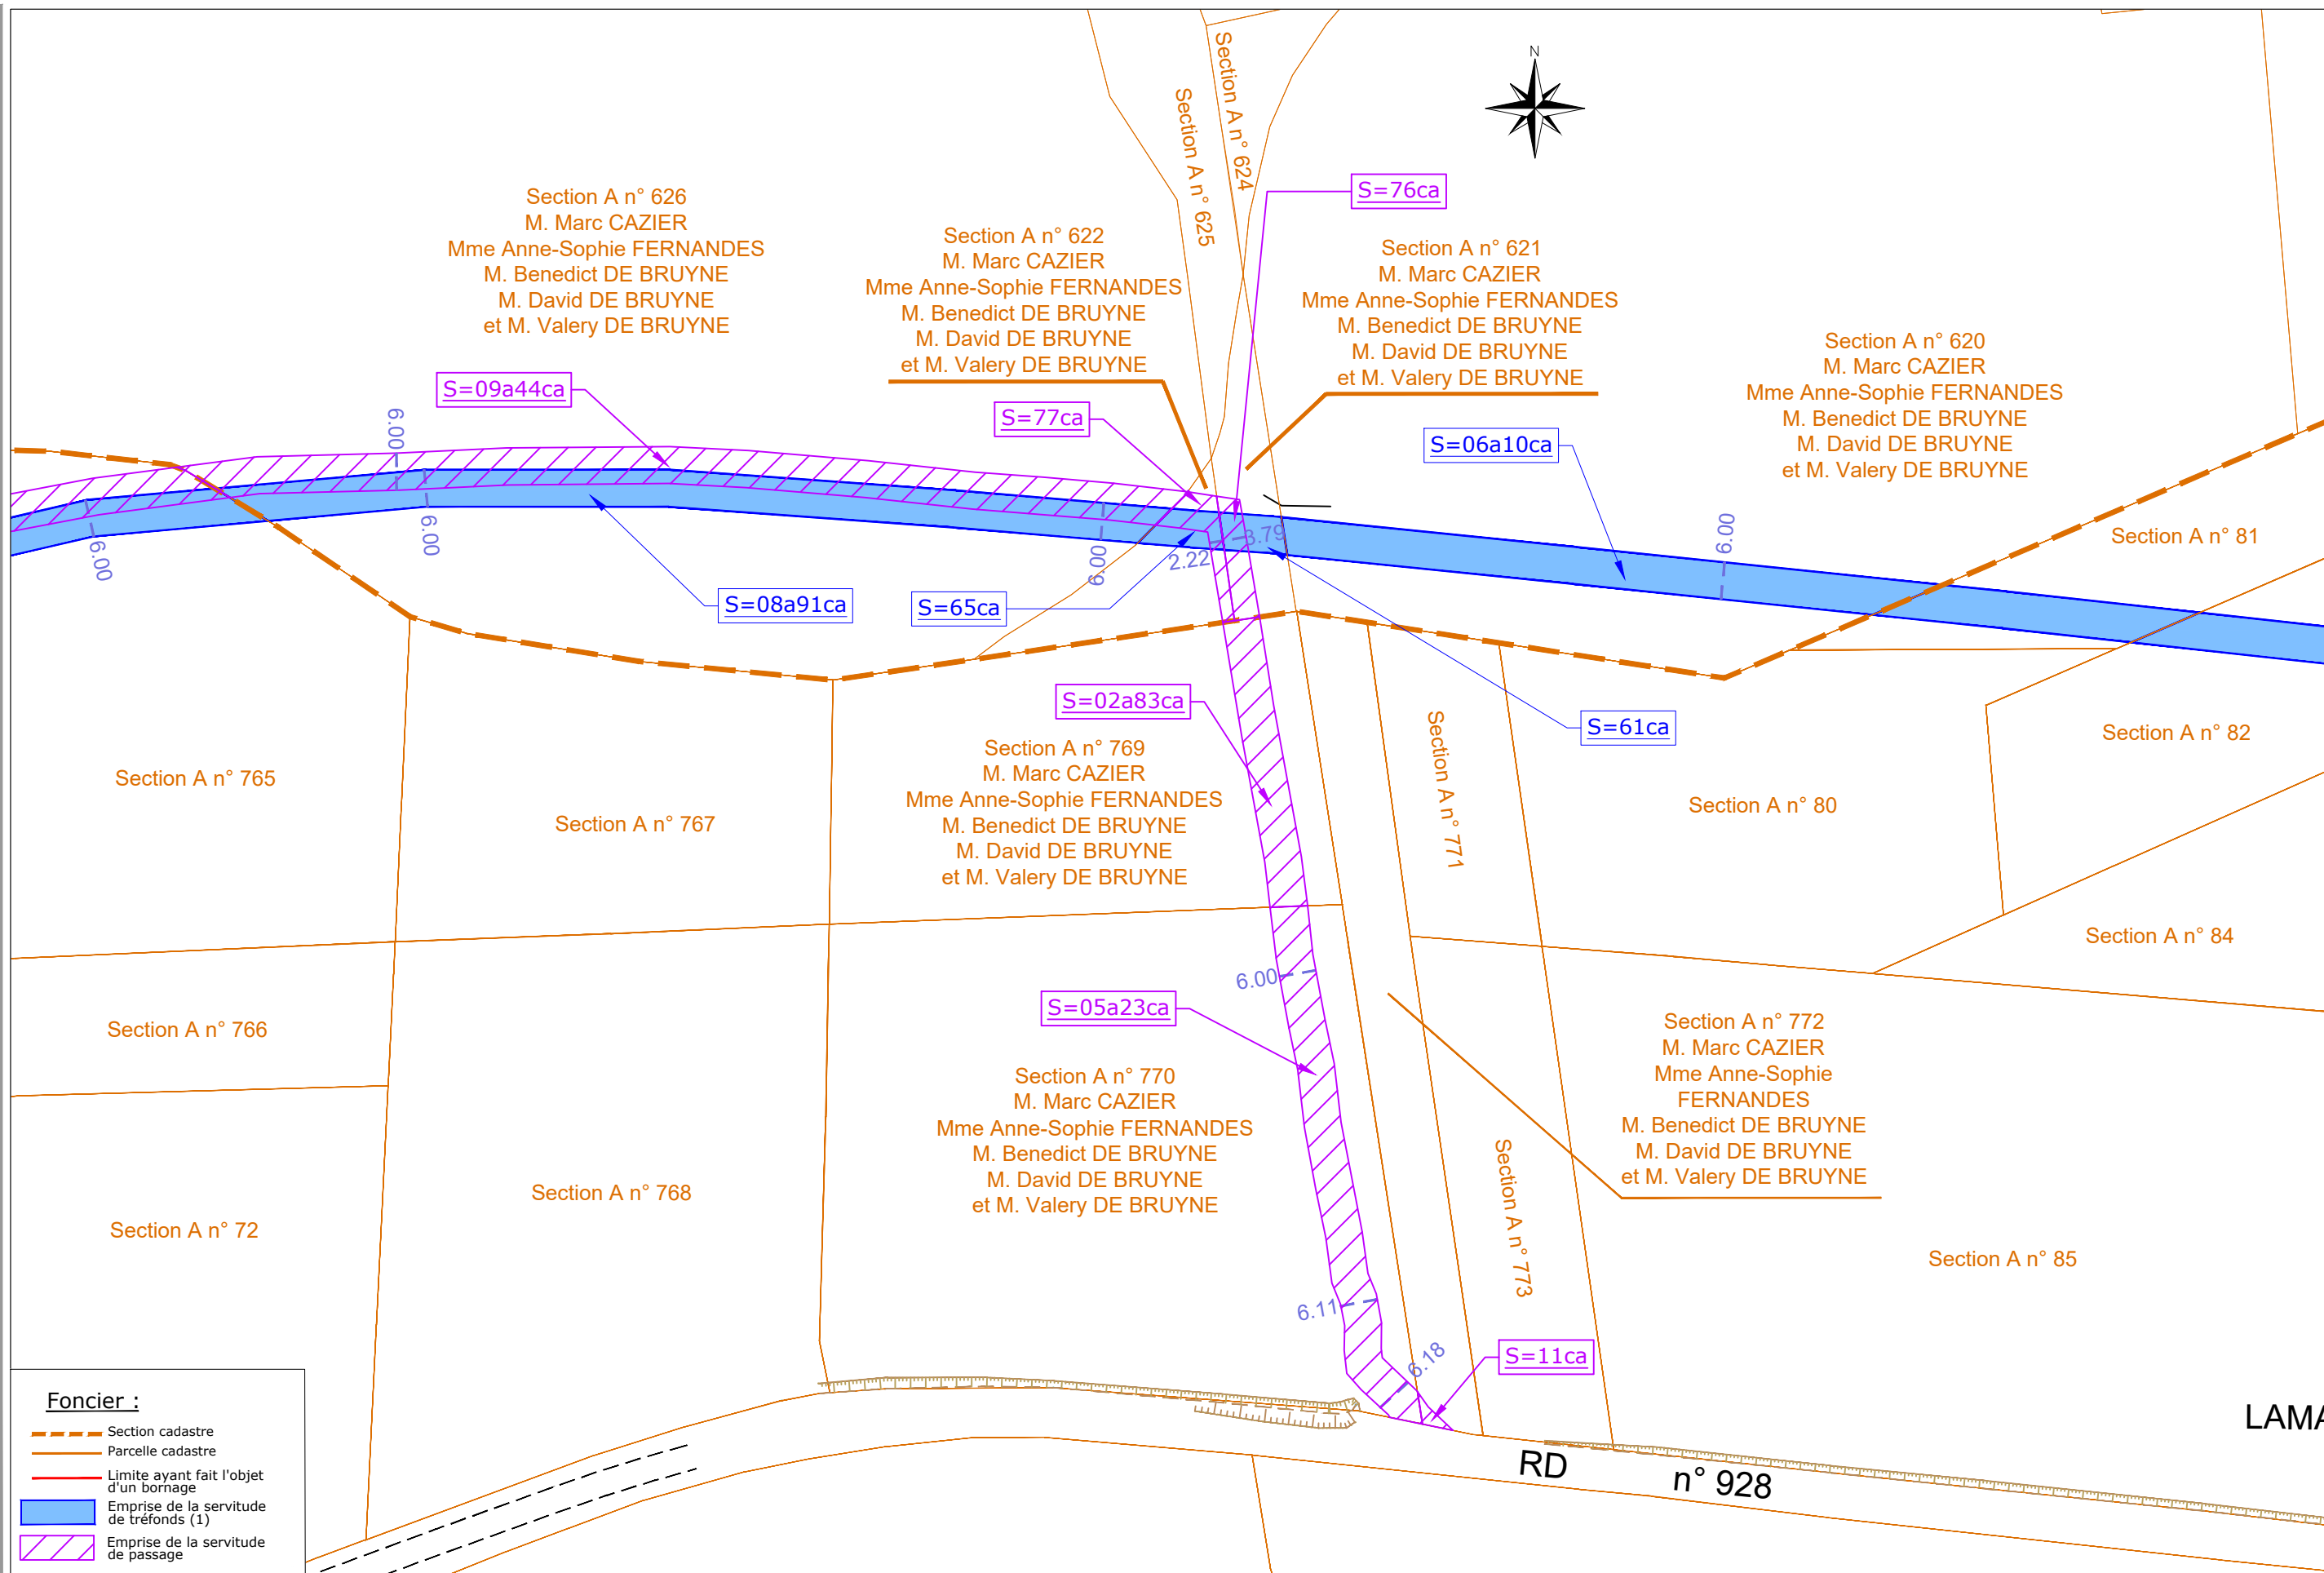 N
Section A n° 624
Section A n° 625
S=76ca
Section A n° 626
M. Marc CAZIER
Mme Anne-Sophie FERNANDES
M. Benedict DE BRUYNE
M. David DE BRUYNE
et M. Valery DE BRUYNE
Section A n° 622
M. Marc CAZIER
Mme Anne-Sophie FERNANDES
M. Benedict DE BRUYNE
M. David DE BRUYNE
et M. Valery DE BRUYNE
Section A n° 621
M. Marc CAZIER
Mme Anne-Sophie FERNANDES
M. Benedict DE BRUYNE
M. David DE BRUYNE
et M. Valery DE BRUYNE
Section A n° 620
M. Marc CAZIER
Mme Anne-Sophie FERNANDES
M. Benedict DE BRUYNE
M. David DE BRUYNE
et M. Valery DE BRUYNE
S=09a44ca
S=77ca
S=06a10ca
6.00
6.00
6.00
6.00
2.22
3.79
6.00
Section A n° 81
S=08a91ca
S=65ca
S=02a83ca
S=61ca
Section A n° 82
Section A n° 765
Section A n° 767
Section A n° 769
M. Marc CAZIER
Mme Anne-Sophie FERNANDES
M. Benedict DE BRUYNE
M. David DE BRUYNE
et M. Valery DE BRUYNE
Section A n° 771
Section A n° 80
Section A n° 84
6.00
S=05a23ca
Section A n° 766
Section A n° 772
M. Marc CAZIER
Mme Anne-Sophie
FERNANDES
M. Benedict DE BRUYNE
M. David DE BRUYNE
et M. Valery DE BRUYNE
Section A n° 770
M. Marc CAZIER
Mme Anne-Sophie FERNANDES
M. Benedict DE BRUYNE
M. David DE BRUYNE
et M. Valery DE BRUYNE
Section A n° 768
Section A n° 72
Section A n° 773
Section A n° 85
6.11
6.18
S=11ca
LAMA
RD n° 928
Foncier :
Section cadastre
Parcelle cadastre
Limite ayant fait l'objet
d'un bornage
Emprise de la servitude
de tréfonds (1)
Emprise de la servitude
de passage